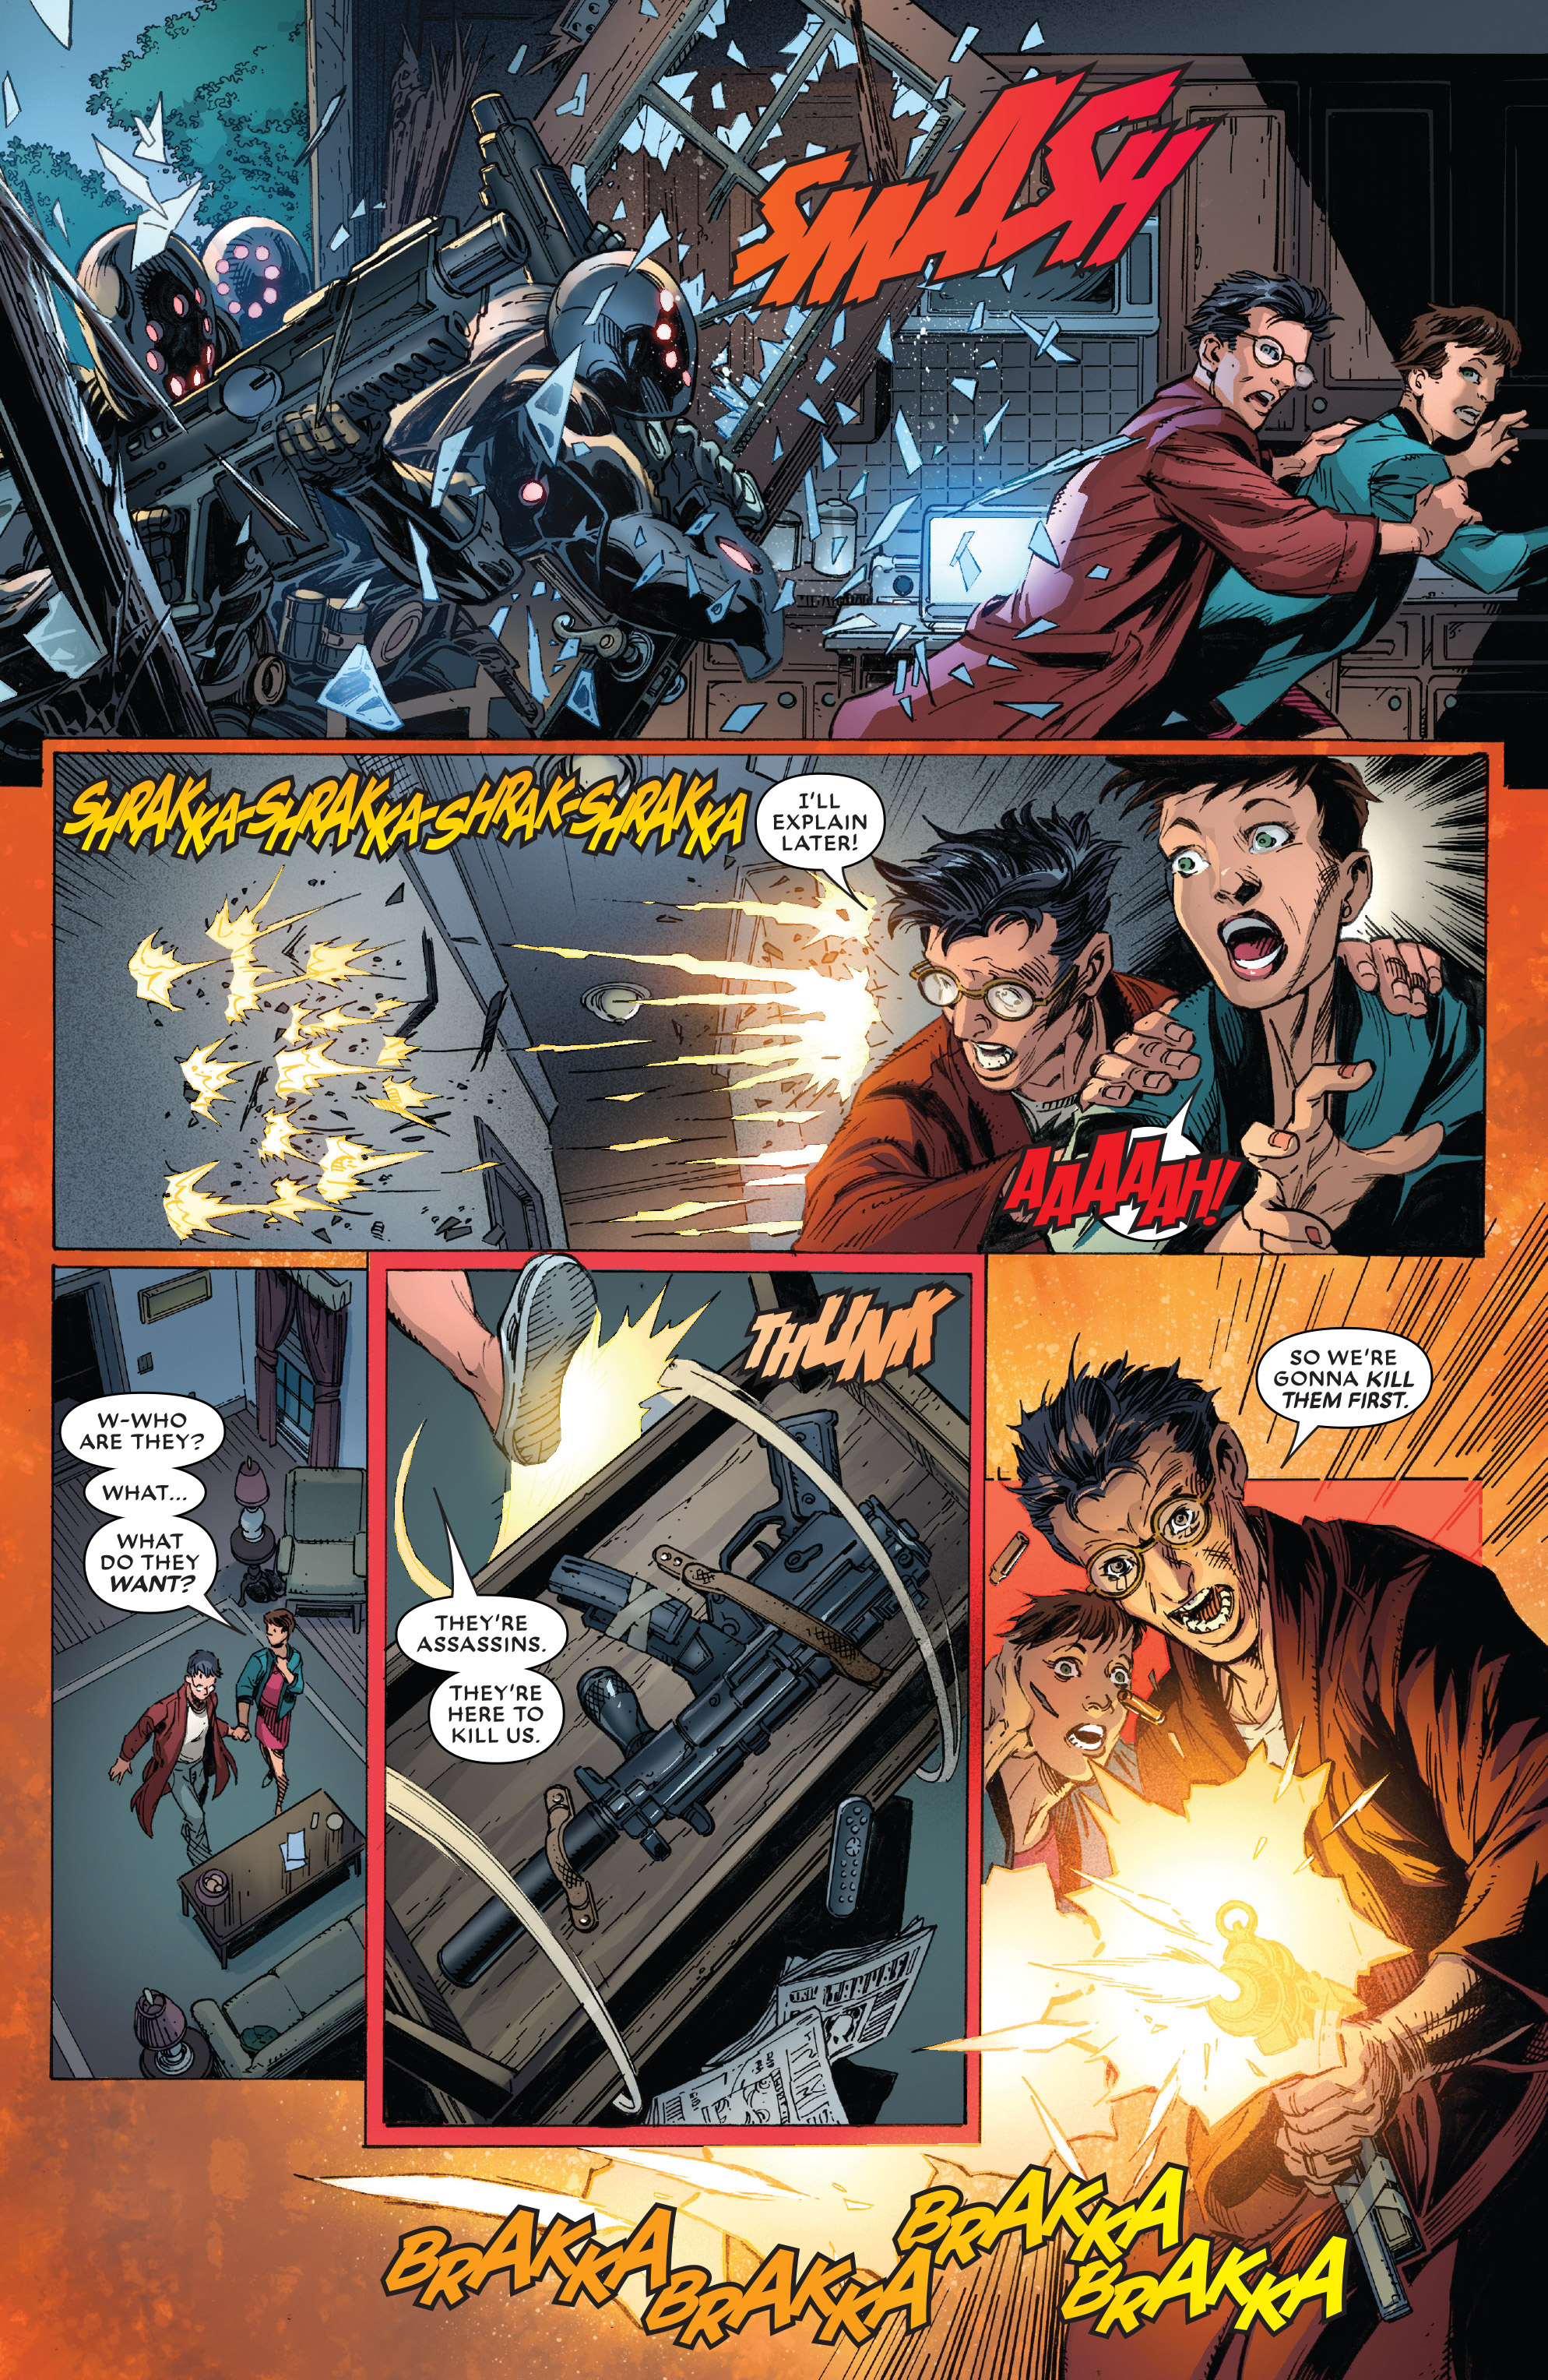 SMASH
SHRAKKA-SHRAKKA-SHRAK-SHRAKKA
I'LL
EXPLAIN
LATER!
AAAAAAH!
W-WHO
ARE THEY?
WHAT...
WHAT
DO THEY
WANT?
THUNK
THEY'RE
ASSASSINS.
THEY'RE
HERE TO
KILL US.
SO WE'RE
GONNA KILL
THEM FIRST.
BRAKKA
BRAKKA
BRAKKA
BRAKKA